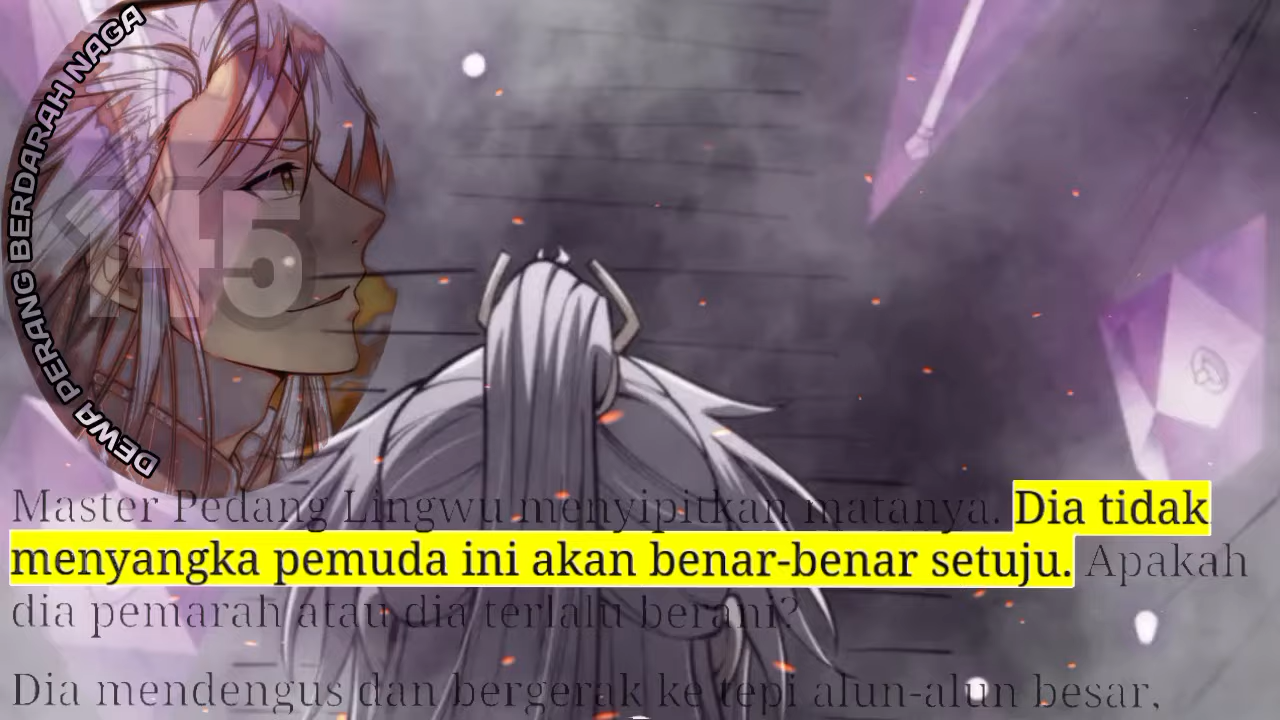 DEWA PERANG BERDARAH NAGA
145
Master Pedang Lingwu menyipitkan matanya. Dia tidak
menyangka pemuda ini akan benar-benar setuju. Apakah
dia pemarah atau dia terlalu berani?
Dia mendengus dan bergerak ke tepi alun-alun besar,